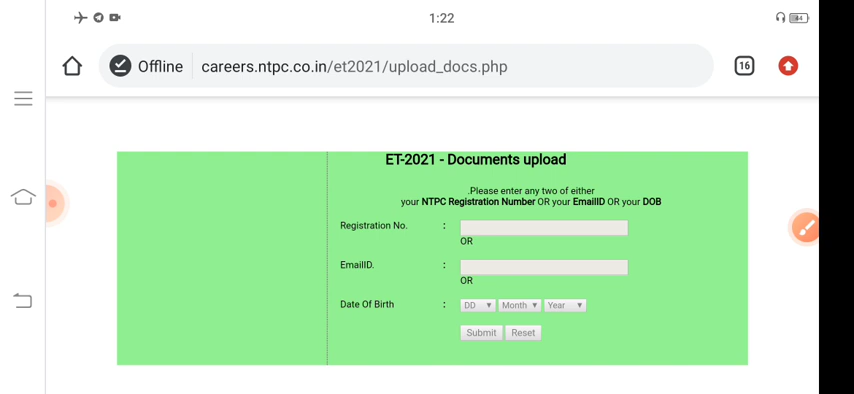 1:22
44
Offline careers.ntpc.co.in/et2021/upload_docs.php
16
ET-2021 - Documents upload
.Please enter any two of either
your NTPC Registration Number OR your EmailID OR your DOB
Registration No. :
OR
EmailID. :
OR
Date Of Birth : DD Month Year
Submit Reset